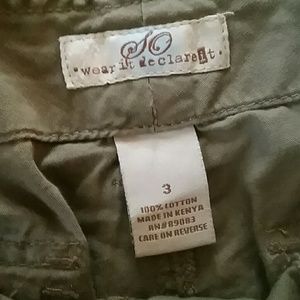 SO
wear it declare it.
3
100% COTTON
MADE IN KENYA
RN#89083
CARE ON REVERSE